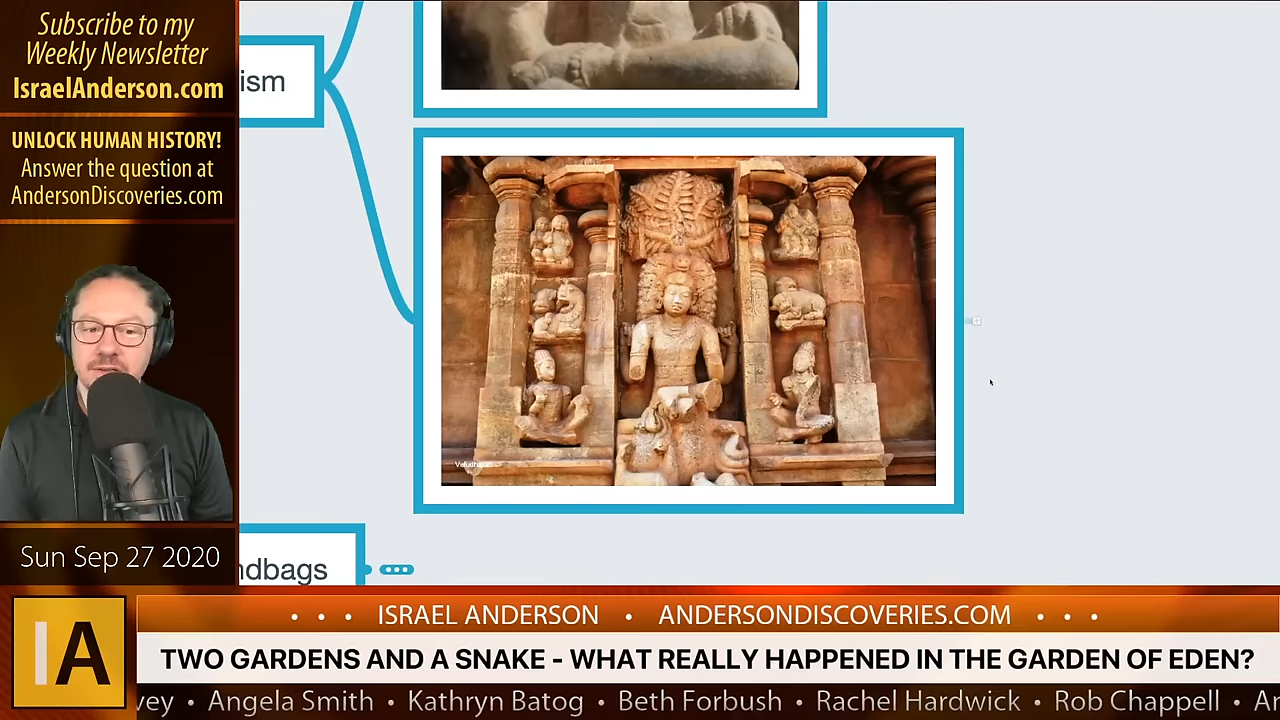 Subscribe to my
Weekly Newsletter
IsraelAnderson.com
UNLOCK HUMAN HISTORY!
Answer the question at
AndersonDiscoveries.com
ism
ndbags
Sun Sep 27 2020
IA
• • • ISRAEL ANDERSON • ANDERSONDISCOVERIES.COM • • •
TWO GARDENS AND A SNAKE - WHAT REALLY HAPPENED IN THE GARDEN OF EDEN?
vey • Angela Smith • Kathryn Batog • Beth Forbush • Rachel Hardwick • Rob Chappell • Ar